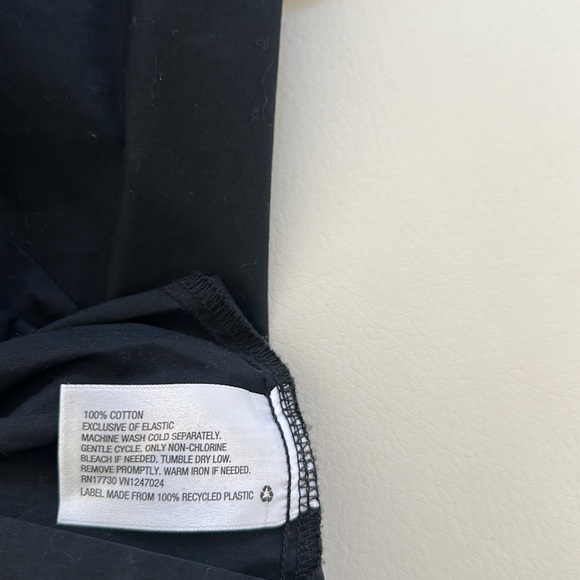 100% COTTON
EXCLUSIVE OF ELASTIC
MACHINE WASH COLD SEPARATELY.
GENTLE CYCLE. ONLY NON-CHLORINE
BLEACH IF NEEDED. TUMBLE DRY LOW.
REMOVE PROMPTLY. WARM IRON IF NEEDED.
RN17730 VN1247024
LABEL MADE FROM 100% RECYCLED PLASTIC